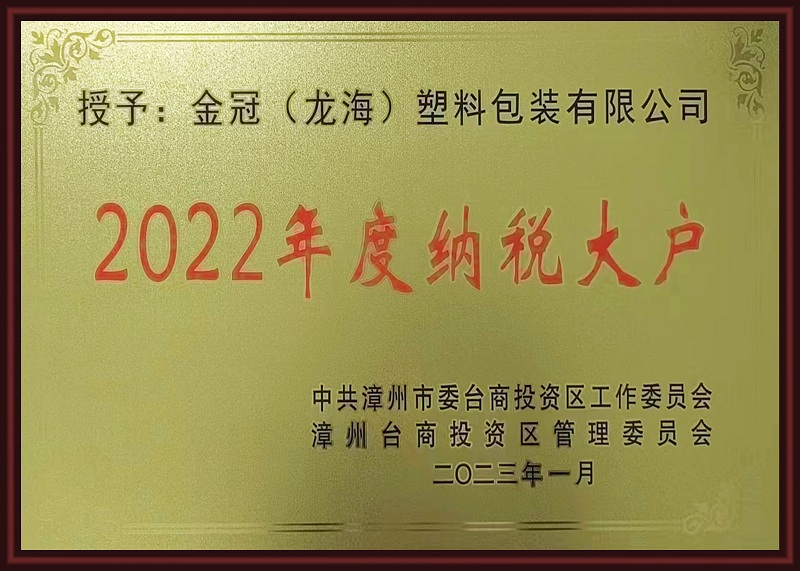 授予：金冠（龙海）塑料包装有限公司
2022年度纳税大户
中共漳州市委台商投资区工作委员会
漳州台商投资区管理委员会
二〇二三年一月